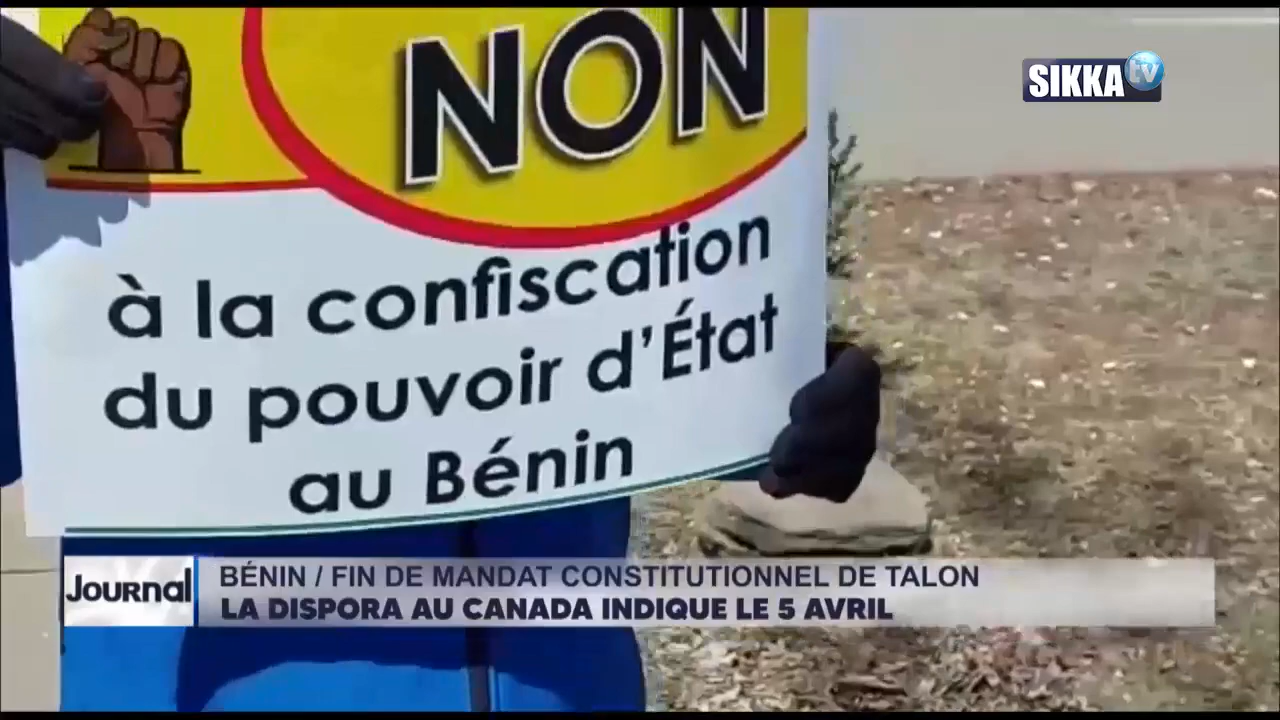 NON
SIKKA tv
à la confiscation
du pouvoir d'État
au Bénin
Journal
BÉNIN / FIN DE MANDAT CONSTITUTIONNEL DE TALON
LA DISPORA AU CANADA INDIQUE LE 5 AVRIL